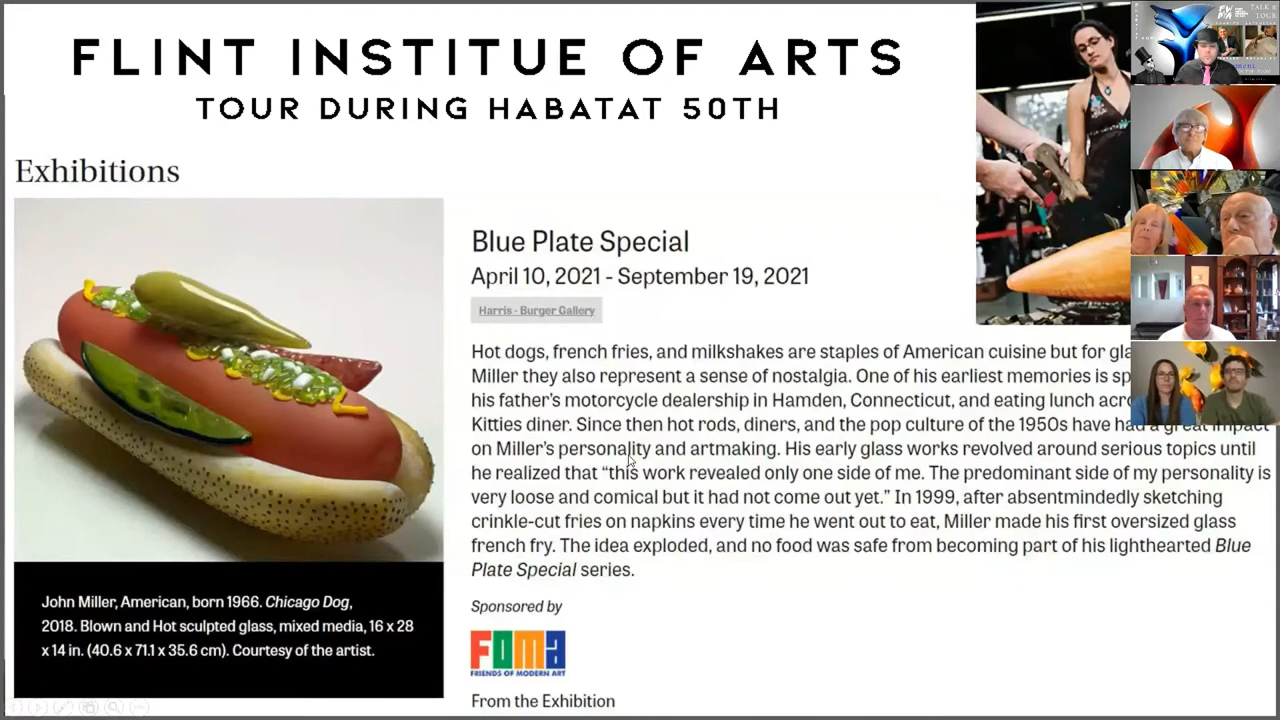 FLINT INSTITUE OF ARTS
TOUR DURING HABATAT 50TH
Exhibitions
Blue Plate Special
April 10, 2021 - September 19, 2021
Harris - Burger Gallery
Hot dogs, french fries, and milkshakes are staples of American cuisine but for
Miller they also represent a sense of nostalgia. One of his earliest memories is
his father's motorcycle dealership in Hamden, Connecticut, and eating lunch
Kitties diner. Since then hot rods, diners, and the pop culture of the 1950s have had a great impact
on Miller's personality and artmaking. His early glass works revolved around serious topics until
he realized that “this work revealed only one side of me. The predominant side of my personality is
very loose and comical but it had not come out yet.” In 1999, after absentmindedly sketching
crinkle-cut fries on napkins every time he went out to eat, Miller made his first oversized glass
french fry. The idea exploded, and no food was safe from becoming part of his lighthearted Blue
Plate Special series.
Sponsored by
FOMA
FRIENDS OF MODERN ART
From the Exhibition
John Miller, American, born 1966. Chicago Dog,
2018. Blown and Hot sculpted glass, mixed media, 16 x 28
x 14 in. (40.6 x 71.1 x 35.6 cm). Courtesy of the artist.
TALK &
TOUR